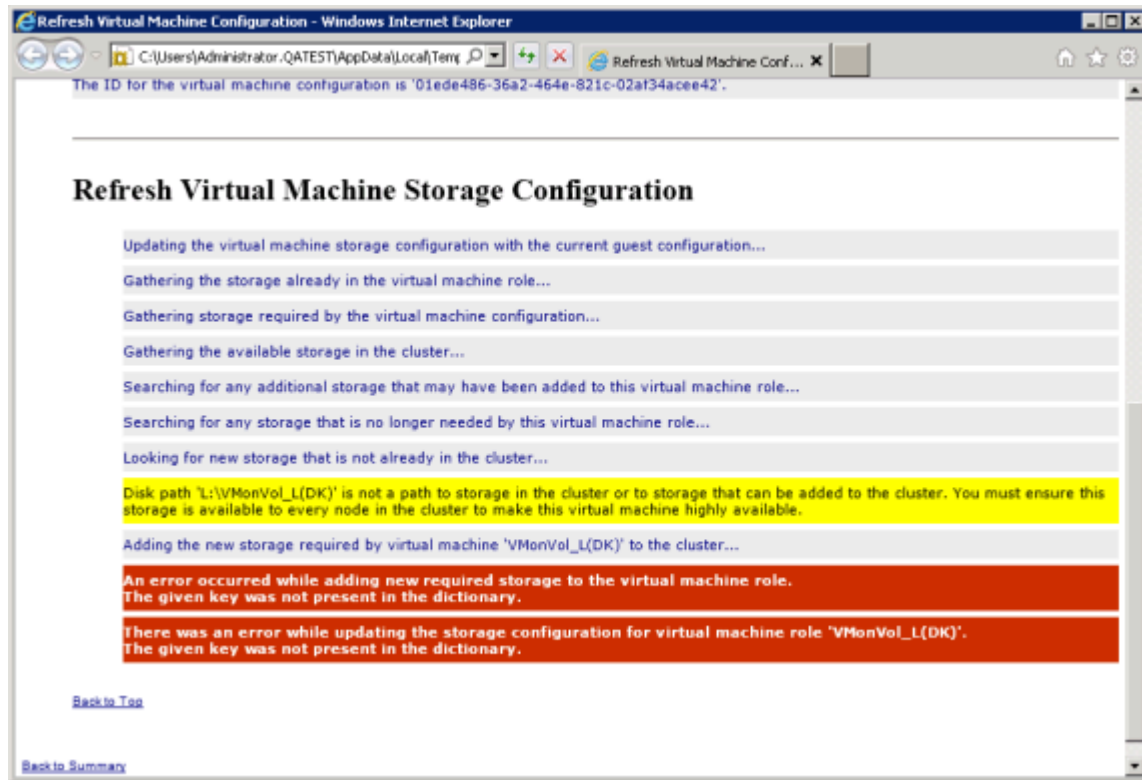 Refresh Virtual Machine Configuration - Windows Internet Explorer
C:\Users\Administrator.QATEST\AppData\Local\Temp
Refresh Virtual Machine Conf...
The ID for the virtual machine configuration is '01ede486-36a2-464e-821c-02af34acee42'.
Refresh Virtual Machine Storage Configuration
Updating the virtual machine storage configuration with the current guest configuration...
Gathering the storage already in the virtual machine role...
Gathering storage required by the virtual machine configuration...
Gathering the available storage in the cluster...
Searching for any additional storage that may have been added to this virtual machine role...
Searching for any storage that is no longer needed by this virtual machine role...
Looking for new storage that is not already in the cluster...
Disk path 'L:\VMonVol_L(DK)' is not a path to storage in the cluster or to storage that can be added to the cluster. You must ensure this
storage is available to every node in the cluster to make this virtual machine highly available.
Adding the new storage required by virtual machine 'VMonVol_L(DK)' to the cluster...
An error occurred while adding new required storage to the virtual machine role.
The given key was not present in the dictionary.
There was an error while updating the storage configuration for virtual machine role 'VMonVol_L(DK)'.
The given key was not present in the dictionary.
Back to Top
Back to Summary